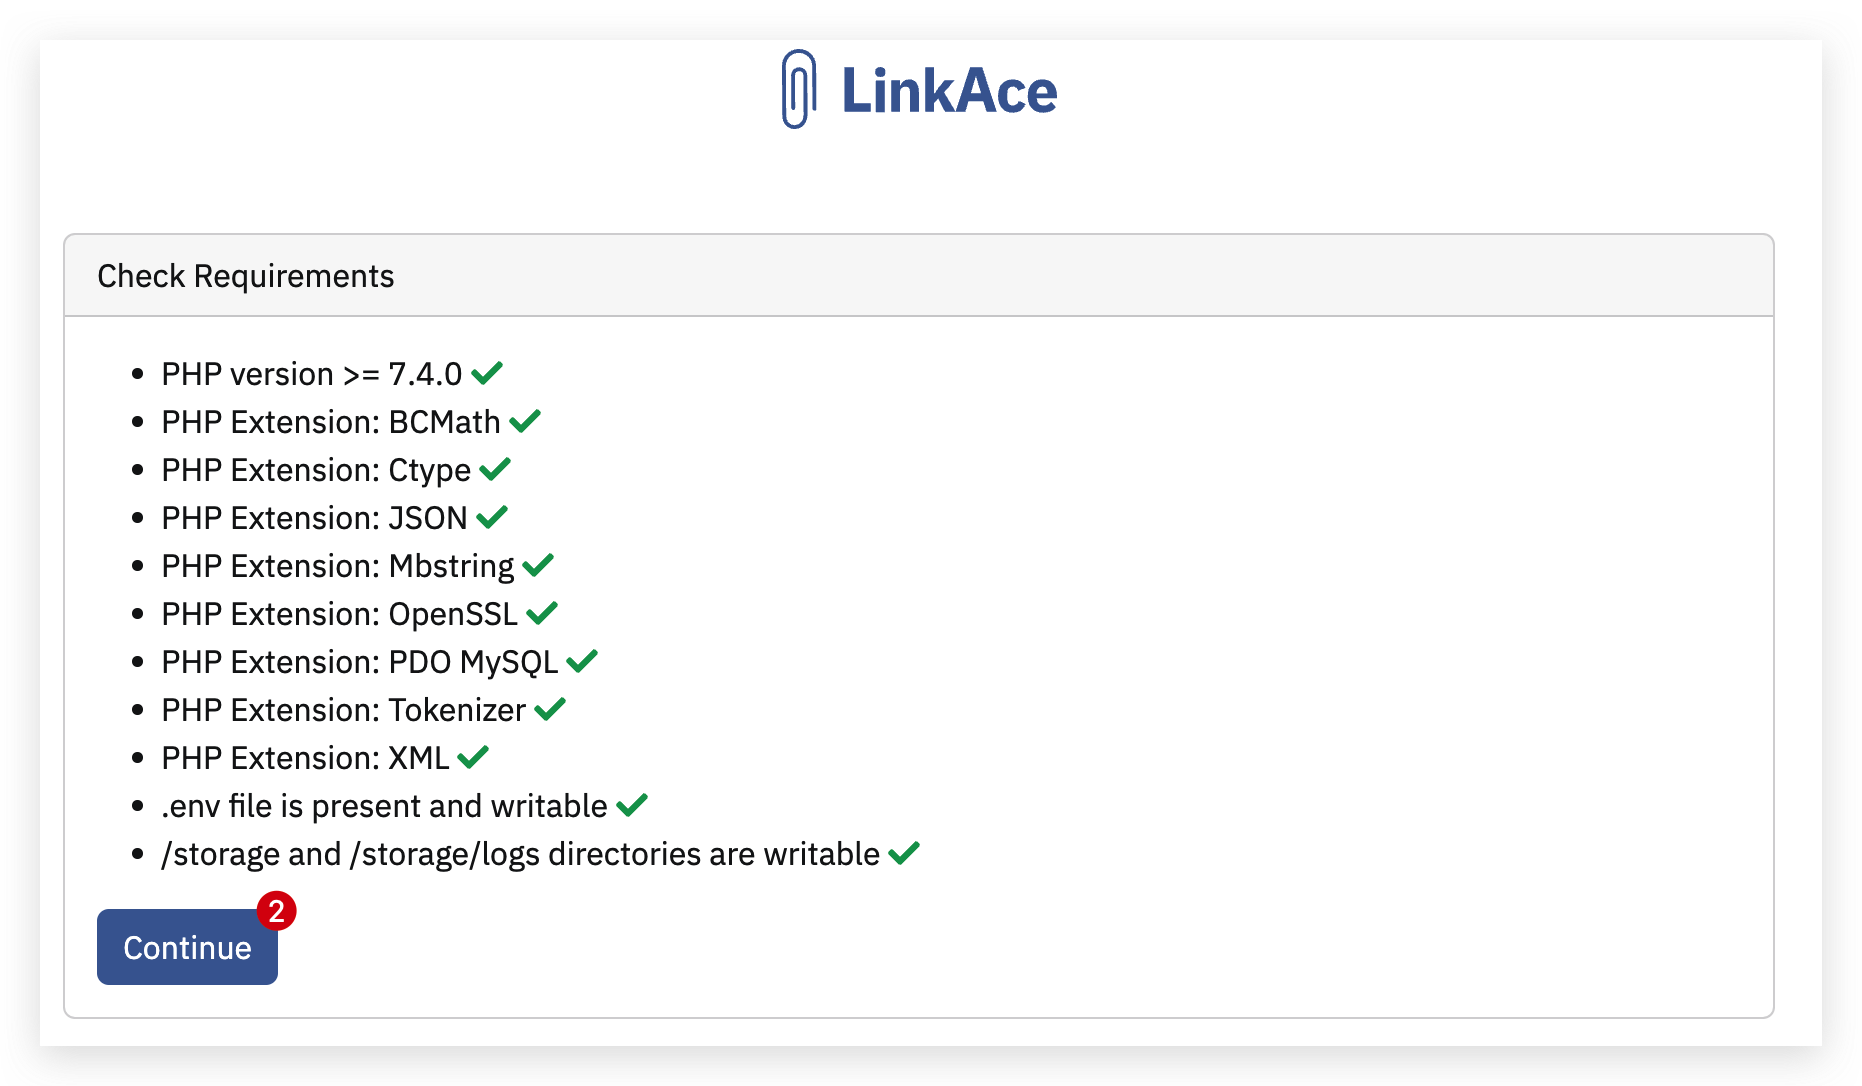 LinkAce
Check Requirements
PHP version >= 7.4.0
PHP Extension: BCMath
PHP Extension: Ctype
PHP Extension: JSON
PHP Extension: Mbstring
PHP Extension: OpenSSL
PHP Extension: PDO MySQL
PHP Extension: Tokenizer
PHP Extension: XML
.env file is present and writable
/storage and /storage/logs directories are writable
2
Continue